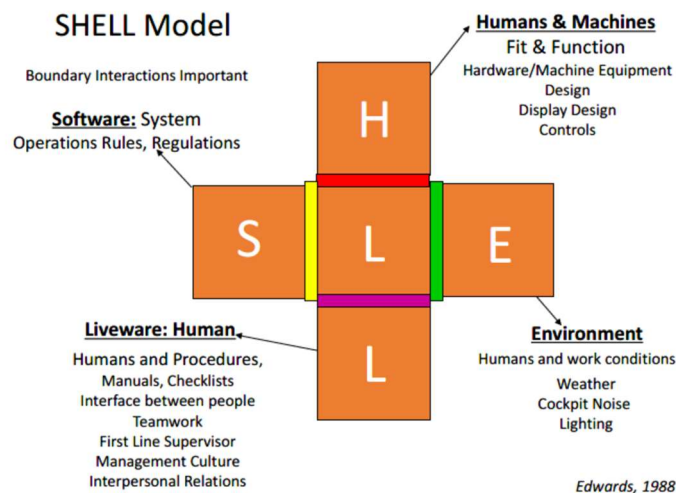 SHELL Model
Boundary Interactions Important
Software: System
Operations Rules, Regulations
Humans & Machines
Fit & Function
Hardware/Machine Equipment
Design
Display Design
Controls
H
S
L
E
L
Liveware: Human
Humans and Procedures,
Manuals, Checklists
Interface between people
Teamwork
First Line Supervisor
Management Culture
Interpersonal Relations
Environment
Humans and work conditions
Weather
Cockpit Noise
Lighting
Edwards, 1988